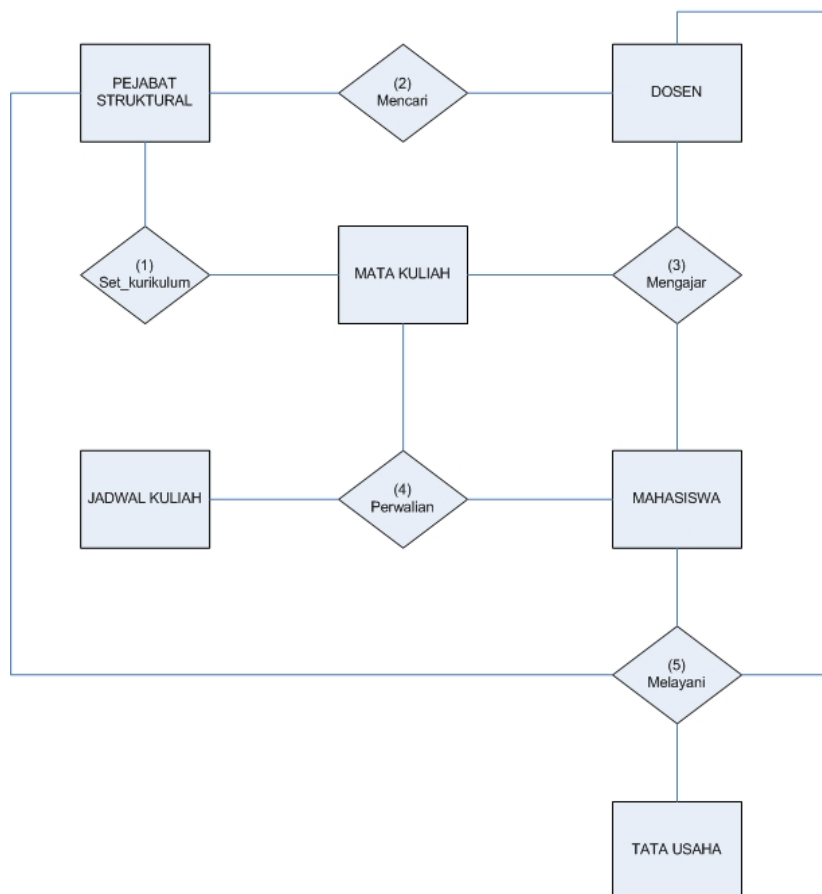 PEJABAT
STRUKTURAL
(2)
Mencari
DOSEN
(1)
Set_kurikulum
MATA KULIAH
(3)
Mengajar
JADWAL KULIAH
(4)
Perwalian
MAHASISWA
(5)
Melayani
TATA USAHA